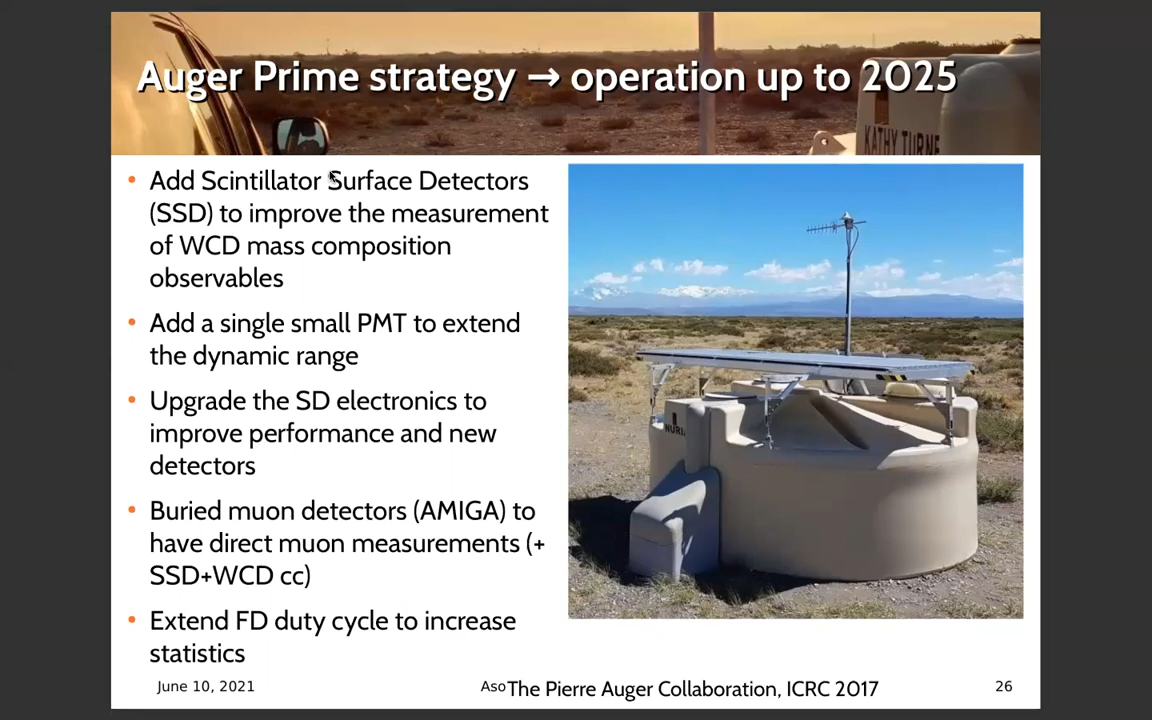 Auger Prime strategy → operation up to 2025
KATHY TURNE
• Add Scintillator Surface Detectors
(SSD) to improve the measurement
of WCD mass composition
observables
• Add a single small PMT to extend
the dynamic range
• Upgrade the SD electronics to
improve performance and new
detectors
• Buried muon detectors (AMIGA) to
have direct muon measurements (+
SSD+WCD cc)
• Extend FD duty cycle to increase
statistics
NURI
June 10, 2021
Aso
The Pierre Auger Collaboration, ICRC 2017
26